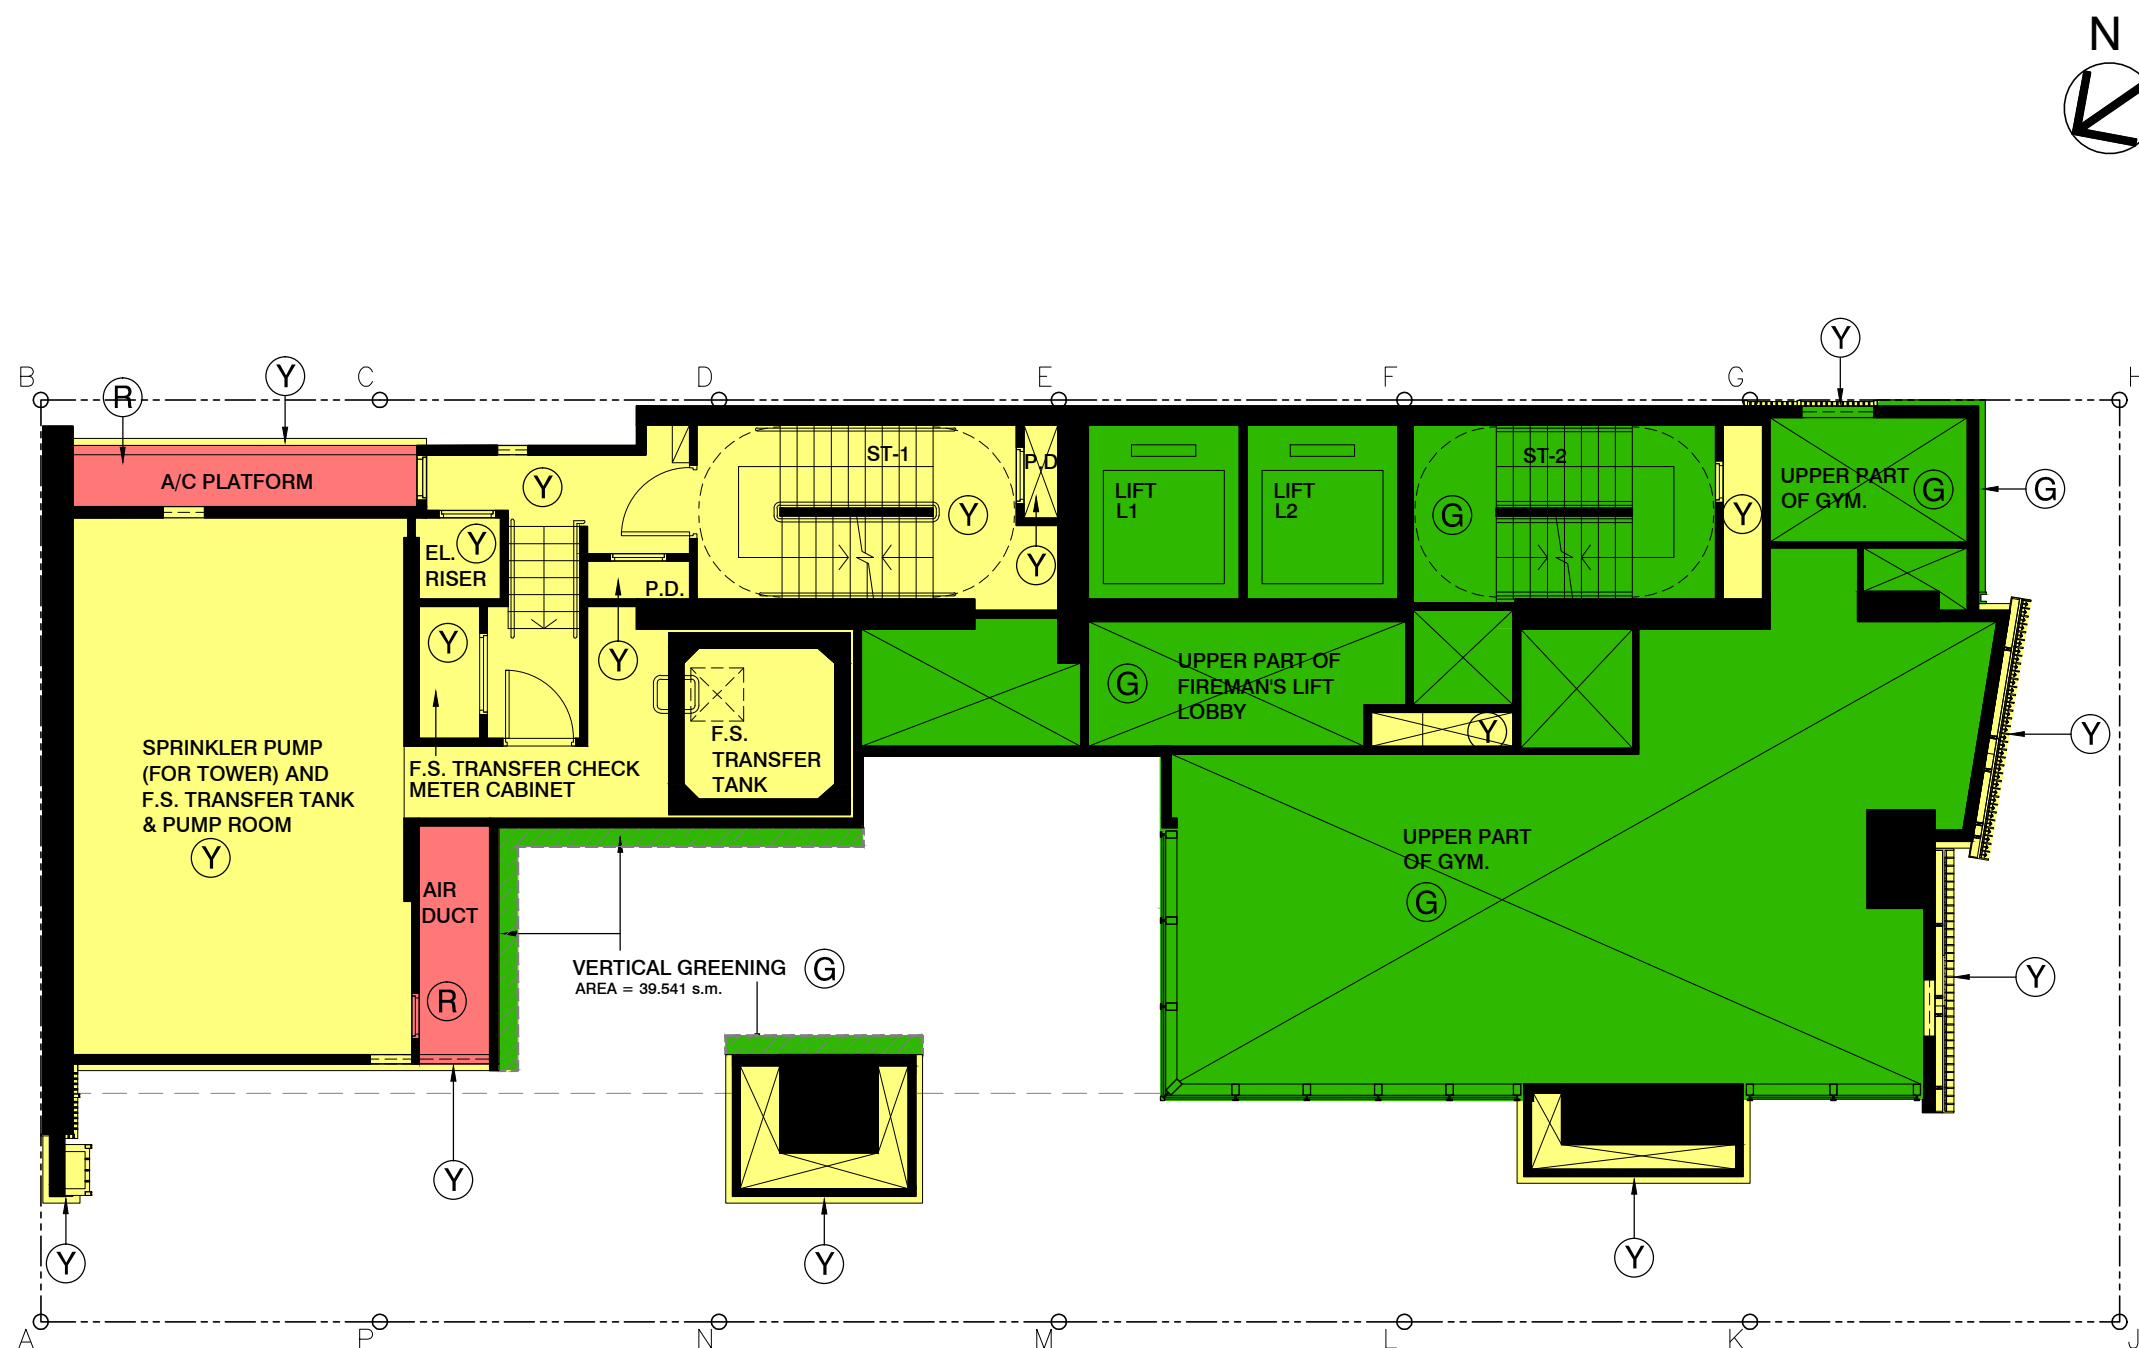 N
Y
B
R
Y
C
D
E
F
G
H
A/C PLATFORM
Y
ST-1
Y
P.D.
LIFT
L1
LIFT
L2
ST-2
G
Y
UPPER PART
OF GYM.
G
G
EL.
RISER
Y
Y
P.D.
Y
Y
UPPER PART OF
FIREMAN'S LIFT
LOBBY
G
Y
Y
SPRINKLER PUMP
(FOR TOWER) AND
F.S. TRANSFER TANK
& PUMP ROOM
Y
F.S. TRANSFER CHECK
METER CABINET
F.S.
TRANSFER
TANK
UPPER PART
OF GYM.
G
AIR
DUCT
R
VERTICAL GREENING
AREA = 39.541 s.m.
G
Y
Y
Y
Y
Y
A
P
N
M
L
K
J